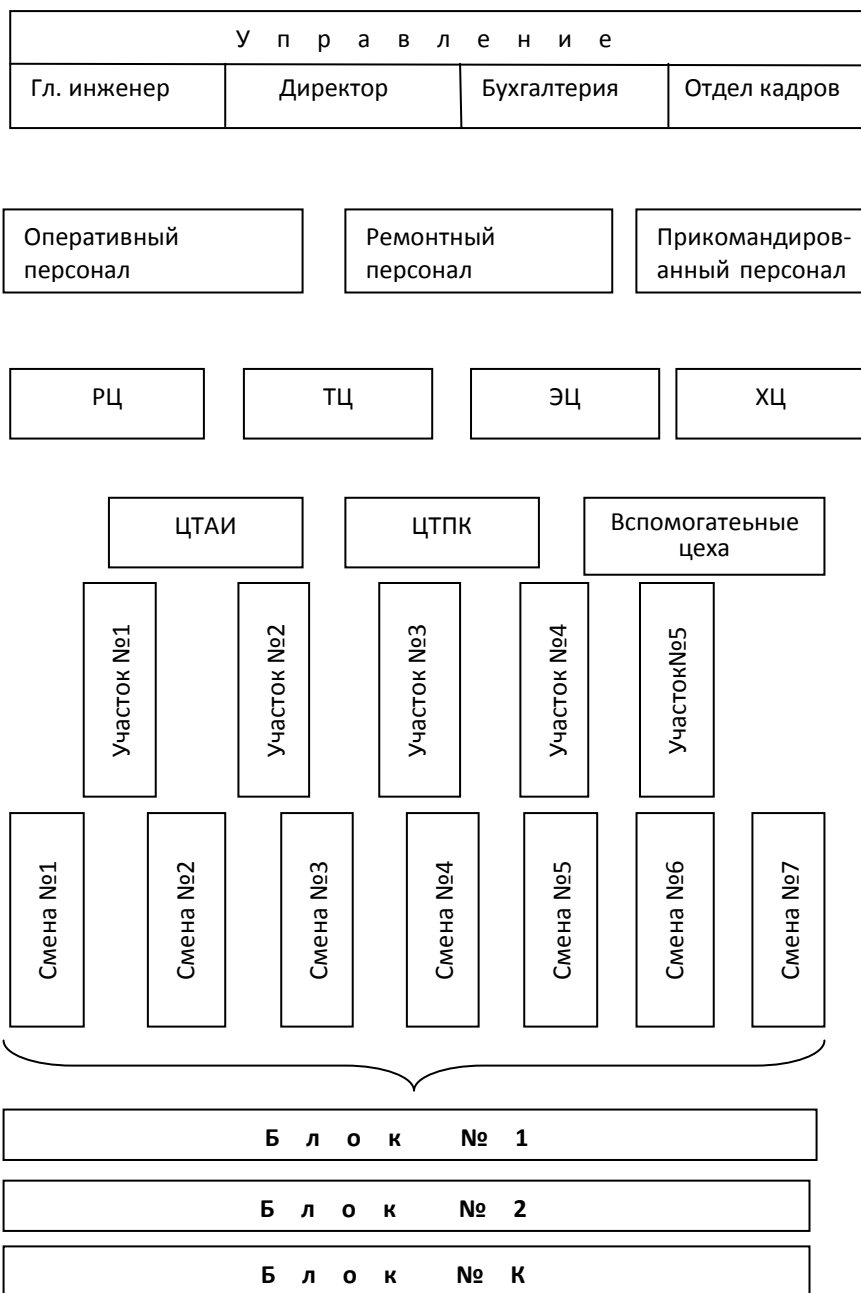 У п р а в л е н и е
Гл. инженер Директор Бухгалтерия Отдел кадров
Оперативный
персонал
Ремонтный
персонал
Прикомандиров-
анный персонал
РЦ ТЦ ЭЦ ХЦ
ЦТАИ ЦТПК
Вспомогатеьные
цеха
Участок №1
Участок №2
Участок №3
Участок №4
Участок№5
Смена №1
Смена №2
Смена №3
Смена №4
Смена №5
Смена №6
Смена №7
Б л о к № 1
Б л о к № 2
Б л о к № К